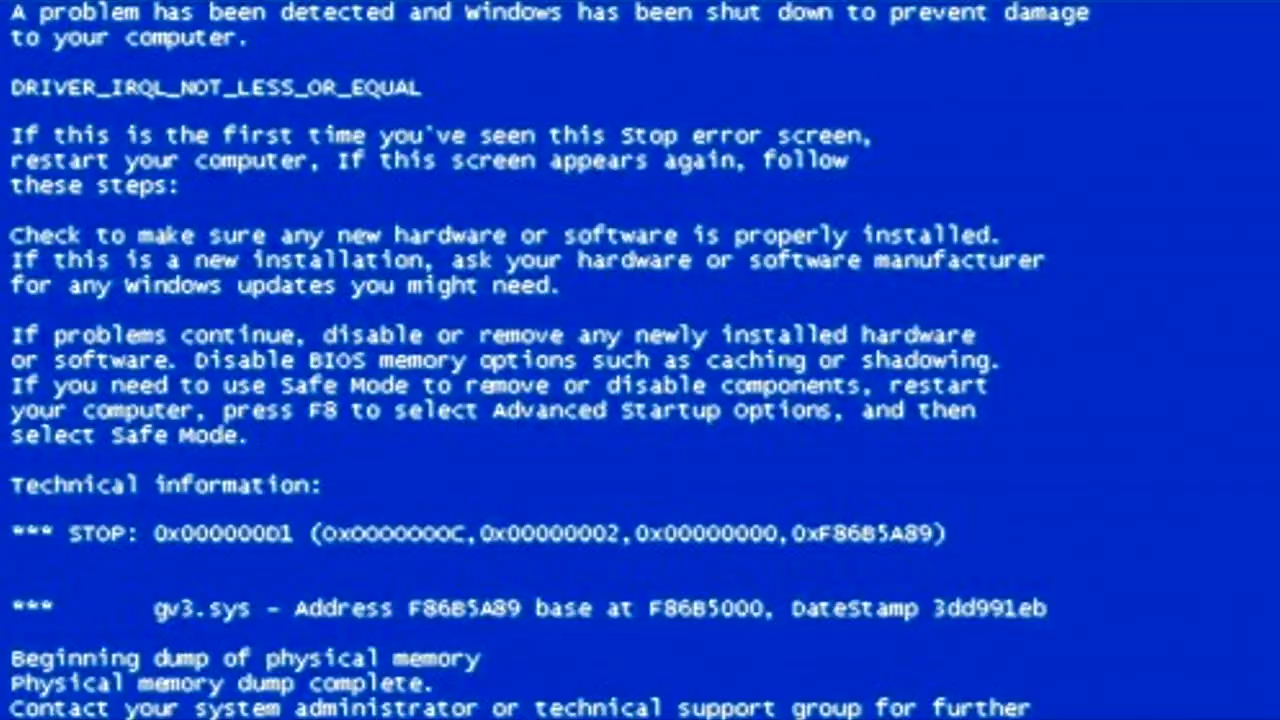 A problem has been detected and Windows has been shut down to prevent damage
to your computer.
DRIVER_IRQL_NOT_LESS_OR_EQUAL
If this is the first time you've seen this Stop error screen,
restart your computer, If this screen appears again, follow
these steps:
Check to make sure any new hardware or software is properly installed.
If this is a new installation, ask your hardware or software manufacturer
for any Windows updates you might need.
If problems continue, disable or remove any newly installed hardware
or software. Disable BIOS memory options such as caching or shadowing.
If you need to use Safe Mode to remove or disable components, restart
your computer, press F8 to select Advanced Startup Options, and then
select Safe Mode.
Technical information:
*** STOP: 0x000000D1 (0x0000000C,0x00000002,0x00000000,0xF86B5A89)
*** gv3.sys - Address F86B5A89 base at F86B5000, DateStamp 3dd991eb
Beginning dump of physical memory
Physical memory dump complete.
Contact your system administrator or technical support group for further